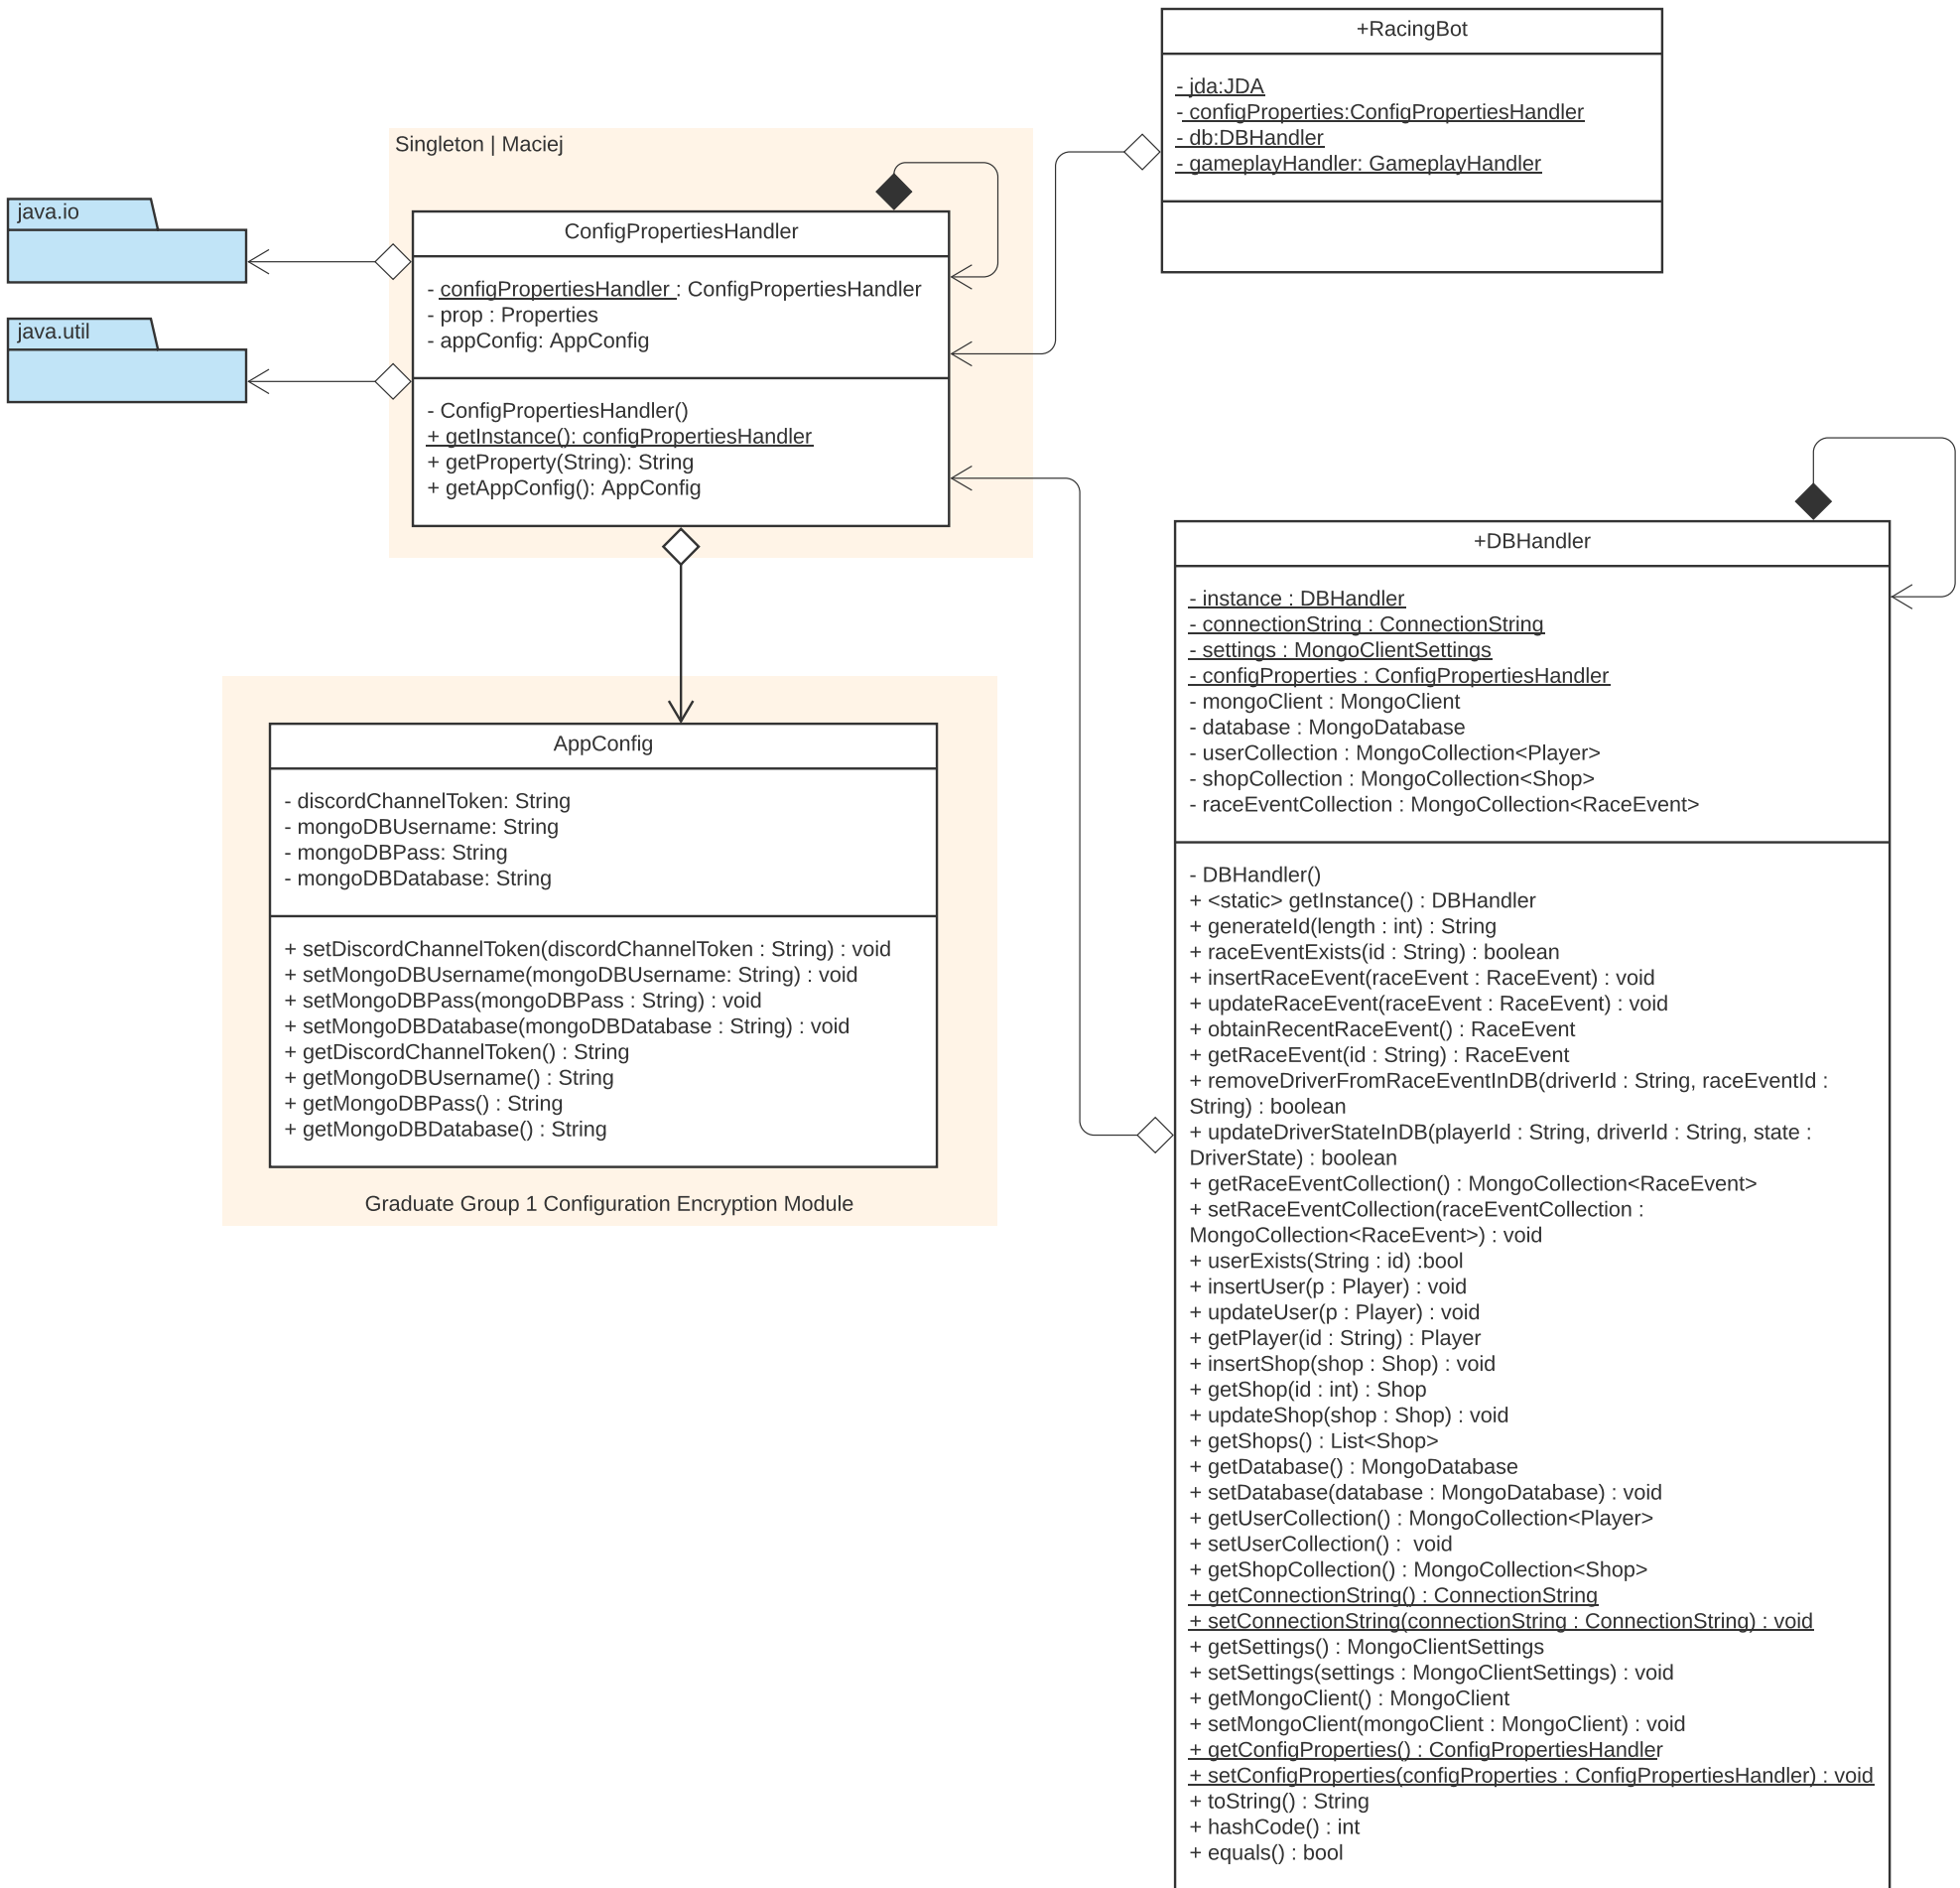 +RacingBot
- jda:JDA
- configProperties:ConfigPropertiesHandler
- db:DBHandler
- gameplayHandler: GameplayHandler
Singleton | Maciej
java.io
java.util
ConfigPropertiesHandler
- configPropertiesHandler : ConfigPropertiesHandler
- prop : Properties
- appConfig: AppConfig
- ConfigPropertiesHandler()
+ getInstance(): configPropertiesHandler
+ getProperty(String): String
+ getAppConfig(): AppConfig
AppConfig
- discordChannelToken: String
- mongoDBUsername: String
- mongoDBPass: String
- mongoDBDatabase: String
+ setDiscordChannelToken(discordChannelToken : String) : void
+ setMongoDBUsername(mongoDBUsername: String) : void
+ setMongoDBPass(mongoDBPass : String) : void
+ setMongoDBDatabase(mongoDBDatabase : String) : void
+ getDiscordChannelToken() : String
+ getMongoDBUsername() : String
+ getMongoDBPass() : String
+ getMongoDBDatabase() : String
Graduate Group 1 Configuration Encryption Module
+DBHandler
- instance : DBHandler
- connectionString : ConnectionString
- settings : MongoClientSettings
- configProperties : ConfigPropertiesHandler
- mongoClient : MongoClient
- database : MongoDatabase
- userCollection : MongoCollection<Player>
- shopCollection : MongoCollection<Shop>
- raceEventCollection : MongoCollection<RaceEvent>
- DBHandler()
+ <static> getInstance() : DBHandler
+ generateId(length : int) : String
+ raceEventExists(id : String) : boolean
+ insertRaceEvent(raceEvent : RaceEvent) : void
+ updateRaceEvent(raceEvent : RaceEvent) : void
+ obtainRecentRaceEvent() : RaceEvent
+ getRaceEvent(id : String) : RaceEvent
+ removeDriverFromRaceEventInDB(driverId : String, raceEventId :
String) : boolean
+ updateDriverStateInDB(playerId : String, driverId : String, state :
DriverState) : boolean
+ getRaceEventCollection() : MongoCollection<RaceEvent>
+ setRaceEventCollection(raceEventCollection :
MongoCollection<RaceEvent>) : void
+ userExists(String : id) :bool
+ insertUser(p : Player) : void
+ updateUser(p : Player) : void
+ getPlayer(id : String) : Player
+ insertShop(shop : Shop) : void
+ getShop(id : int) : Shop
+ updateShop(shop : Shop) : void
+ getShops() : List<Shop>
+ getDatabase() : MongoDatabase
+ setDatabase(database : MongoDatabase) : void
+ getUserCollection() : MongoCollection<Player>
+ setUserCollection() :  void
+ getShopCollection() : MongoCollection<Shop>
+ getConnectionString() : ConnectionString
+ setConnectionString(connectionString : ConnectionString) : void
+ getSettings() : MongoClientSettings
+ setSettings(settings : MongoClientSettings) : void
+ getMongoClient() : MongoClient
+ setMongoClient(mongoClient : MongoClient) : void
+ getConfigProperties() : ConfigPropertiesHandler
+ setConfigProperties(configProperties : ConfigPropertiesHandler) : void
+ toString() : String
+ hashCode() : int
+ equals() : bool